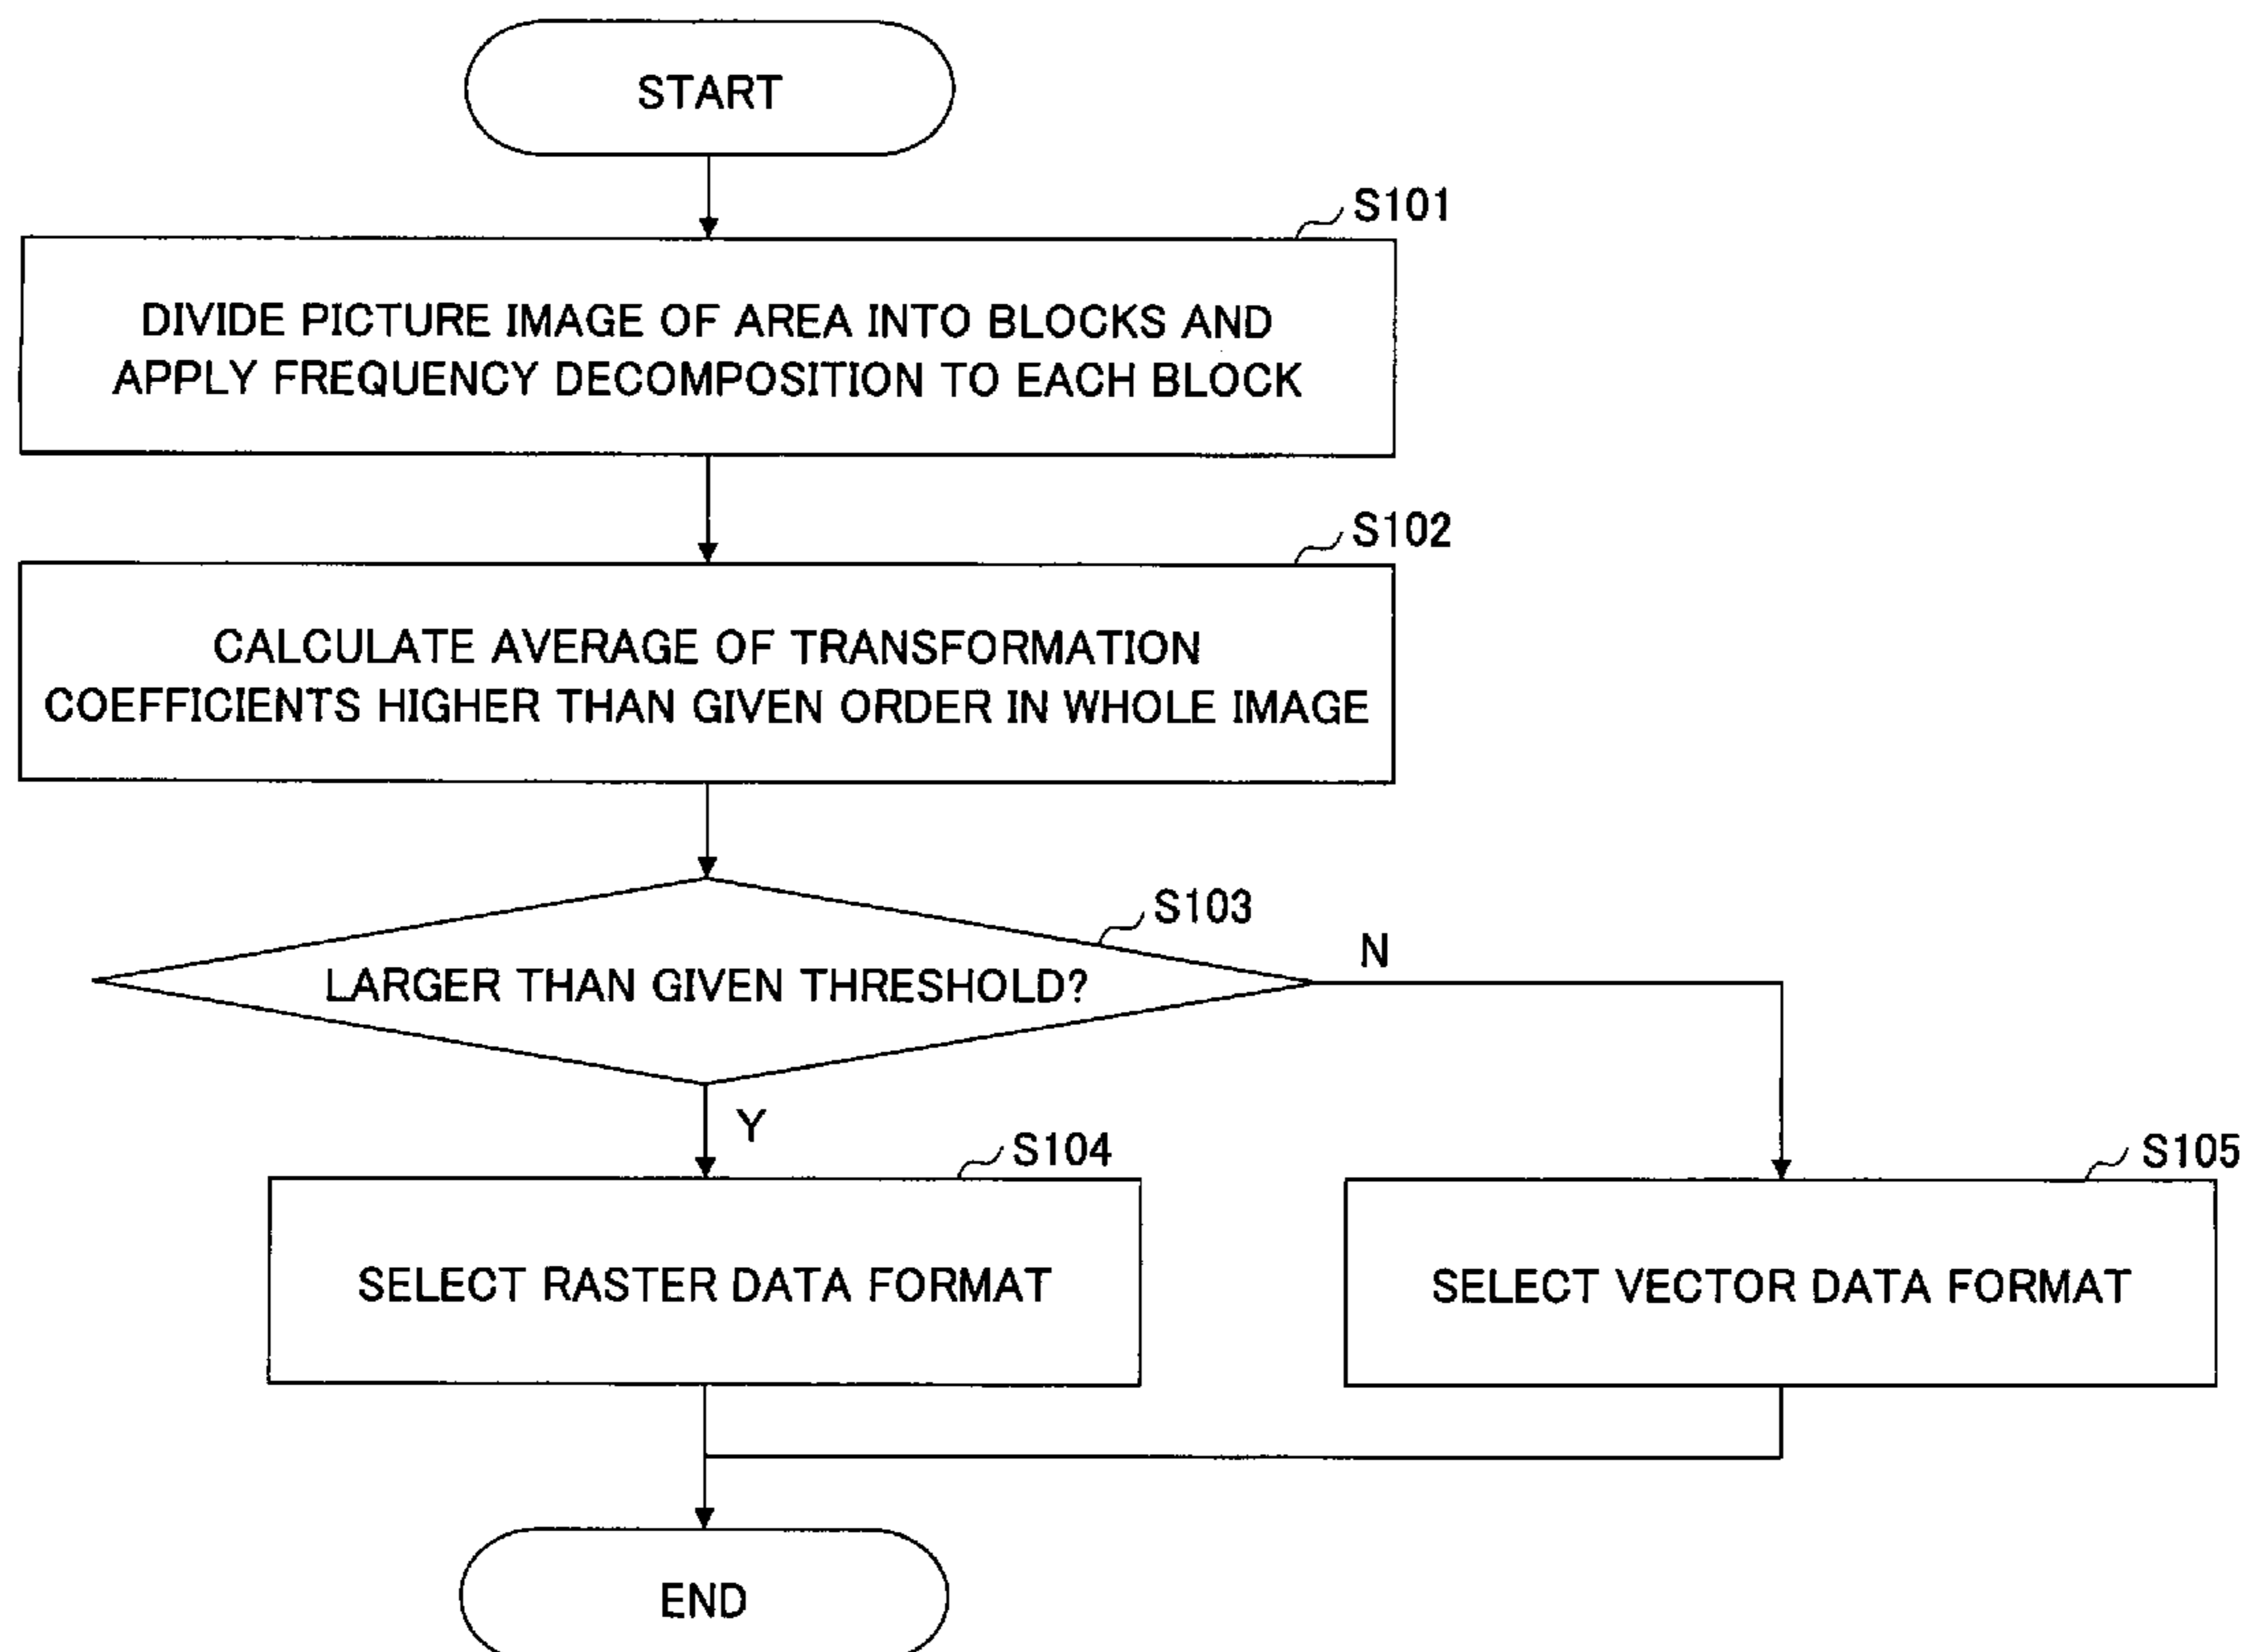 START
S101
DIVIDE PICTURE IMAGE OF AREA INTO BLOCKS AND
APPLY FREQUENCY DECOMPOSITION TO EACH BLOCK
S102
CALCULATE AVERAGE OF TRANSFORMATION
COEFFICIENTS HIGHER THAN GIVEN ORDER IN WHOLE IMAGE
S103
LARGER THAN GIVEN THRESHOLD?
N
Y
S104
SELECT RASTER DATA FORMAT
S105
SELECT VECTOR DATA FORMAT
END